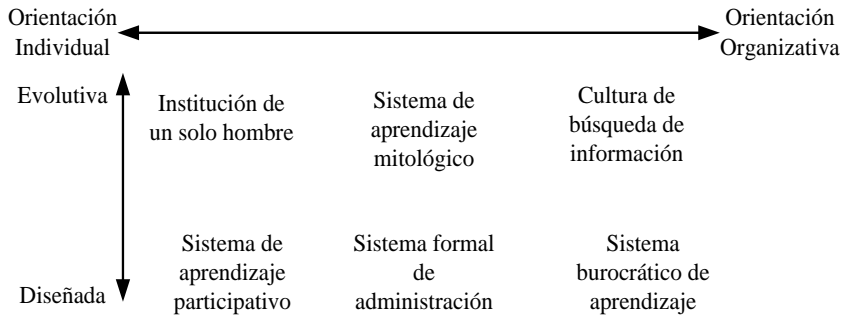 Orientación
Individual
Orientación
Organizativa
Evolutiva
Institución de
un solo hombre
Sistema de
aprendizaje
mitológico
Cultura de
búsqueda de
información
Diseñada
Sistema de
aprendizaje
participativo
Sistema formal
de
administración
Sistema
burocrático de
aprendizaje